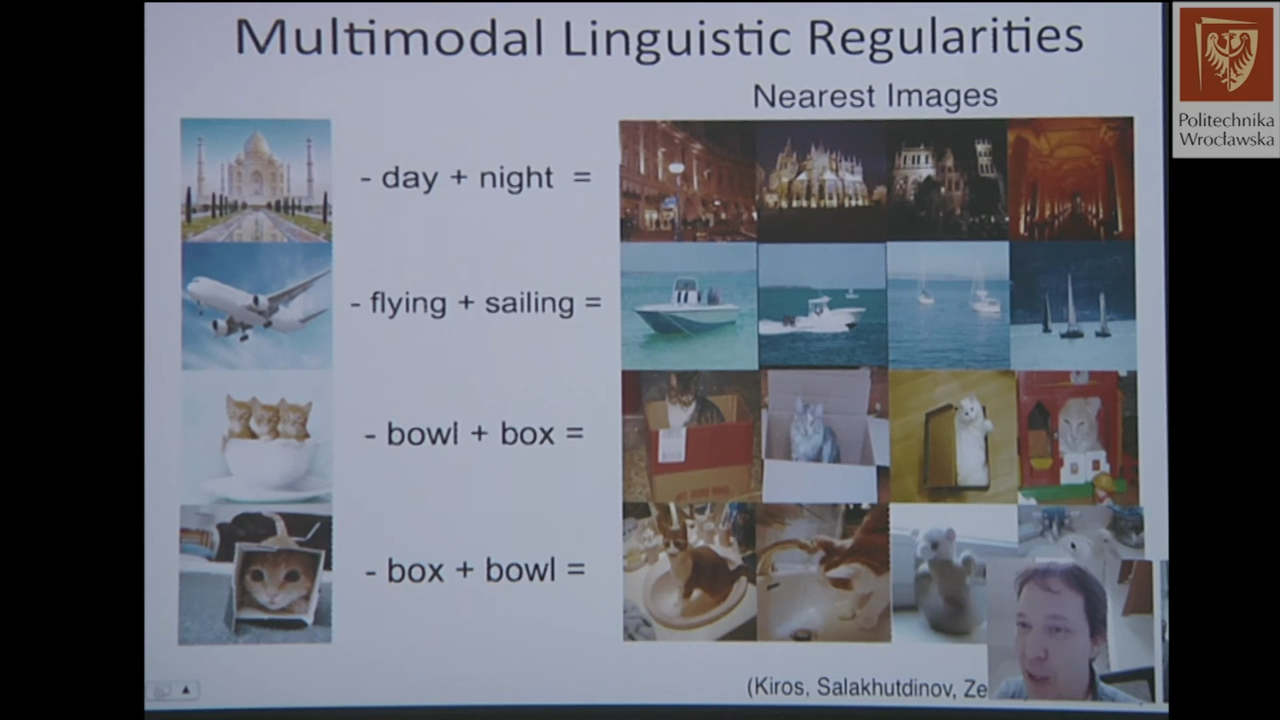 Multimodal Linguistic Regularities
Nearest Images
- day + night =
- flying + sailing =
- bowl + box =
- box + bowl =
(Kiros, Salakhutdinov, Ze
Politechnika
Wrocławska